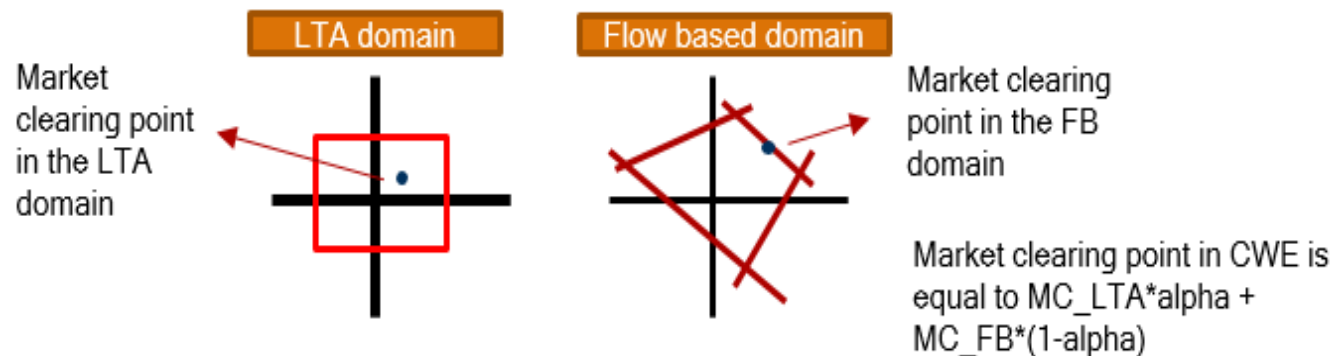 LTA domain
Flow based domain
Market
clearing point
in the LTA
domain
Market clearing
point in the FB
domain
Market clearing point in CWE is
equal to MC_LTA*alpha +
MC_FB*(1-alpha)